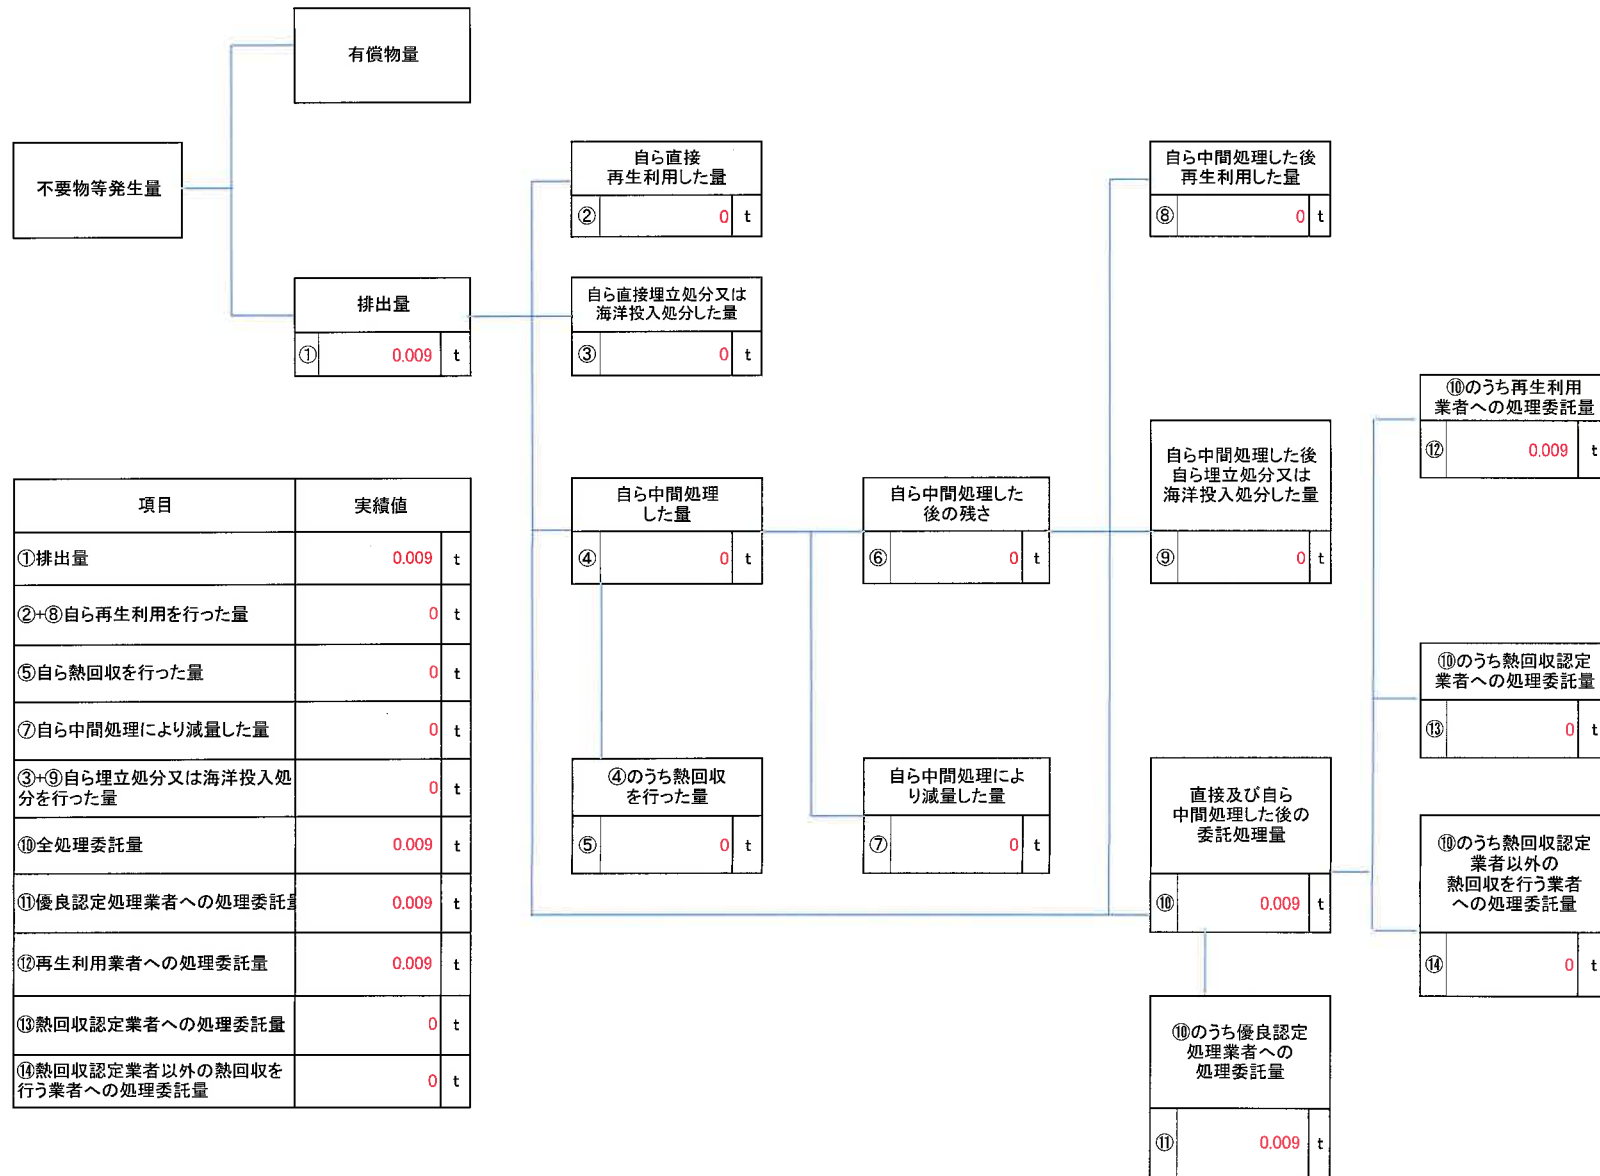 有償物量
不要物等発生量
排出量
① 0.009 t
自ら直接
再生利用した量
② 0 t
自ら直接埋立処分又は
海洋投入処分した量
③ 0 t
自ら中間処理
した量
④ 0 t
④のうち熱回収
を行った量
⑤ 0 t
自ら中間処理した
後の残さ
⑥ 0 t
自ら中間処理によ
り減量した量
⑦ 0 t
自ら中間処理した後
再生利用した量
⑧ 0 t
自ら中間処理した後
自ら埋立処分又は
海洋投入処分した量
⑨ 0 t
直接及び自ら
中間処理した後の
委託処理量
⑩ 0.009 t
⑩のうち優良認定
処理業者への
処理委託量
⑪ 0.009 t
⑩のうち再生利用
業者への処理委託量
⑫ 0.009 t
⑩のうち熱回収認定
業者への処理委託量
⑬ 0 t
⑩のうち熱回収認定
業者以外の
熱回収を行う業者
への処理委託量
⑭ 0 t
項目 実績値
①排出量 0.009 t
②+⑧自ら再生利用を行った量 0 t
⑤自ら熱回収を行った量 0 t
⑦自ら中間処理により減量した量 0 t
③+⑨自ら埋立処分又は海洋投入処
分を行った量 0 t
⑩全処理委託量 0.009 t
⑪優良認定処理業者への処理委託量 0.009 t
⑫再生利用業者への処理委託量 0.009 t
⑬熱回収認定業者への処理委託量 0 t
⑭熱回収認定業者以外の熱回収を
行う業者への処理委託量 0 t